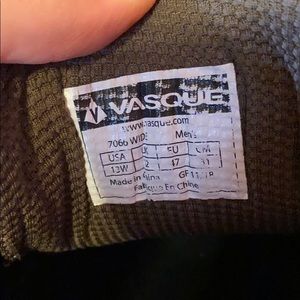 VASQUE
www.vasque.com
7066 WIDE Men's
USA UK EU CM
13W 47 31
Made in China
Fabriqué En Chine